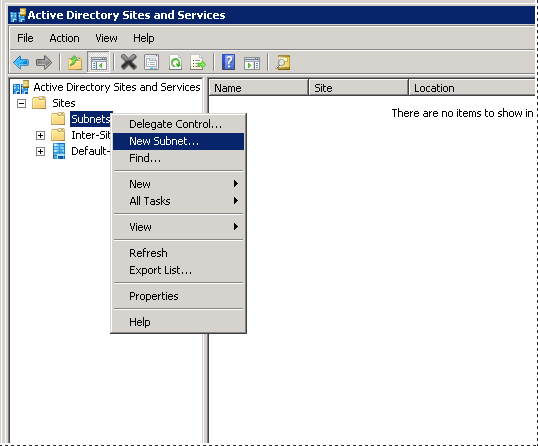 Active Directory Sites and Services
File Action View Help
Active Directory Sites and Services
Name Site Location
Sites
There are no items to show in
Subnets
Inter-Sit
Default-
Delegate Control...
New Subnet...
Find...
New
All Tasks
View
Refresh
Export List...
Properties
Help